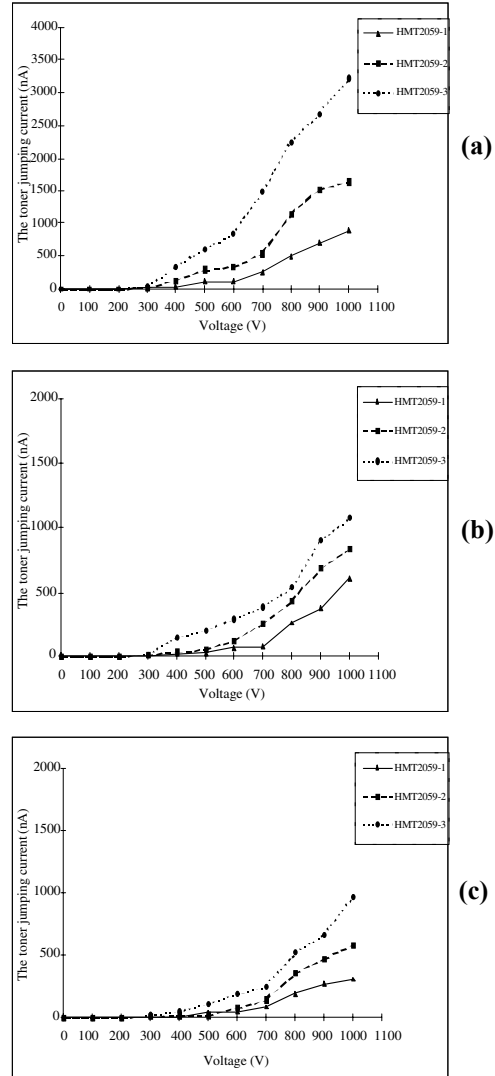 4000
3500
3000
2500
2000
1500
1000
500
0
The toner jumping current (nA)
HMT2059-1
HMT2059-2
HMT2059-3
0 100 200 300 400 500 600 700 800 900 1000 1100
Voltage (V)
(a)
2000
1500
1000
500
0
The toner jumping current (nA)
HMT2059-1
HMT2059-2
HMT2059-3
0 100 200 300 400 500 600 700 800 900 1000 1100
Voltage (V)
(b)
2000
1500
1000
500
0
The toner jumping current (nA)
HMT2059-1
HMT2059-2
HMT2059-3
0 100 200 300 400 500 600 700 800 900 1000 1100
Voltage (V)
(c)